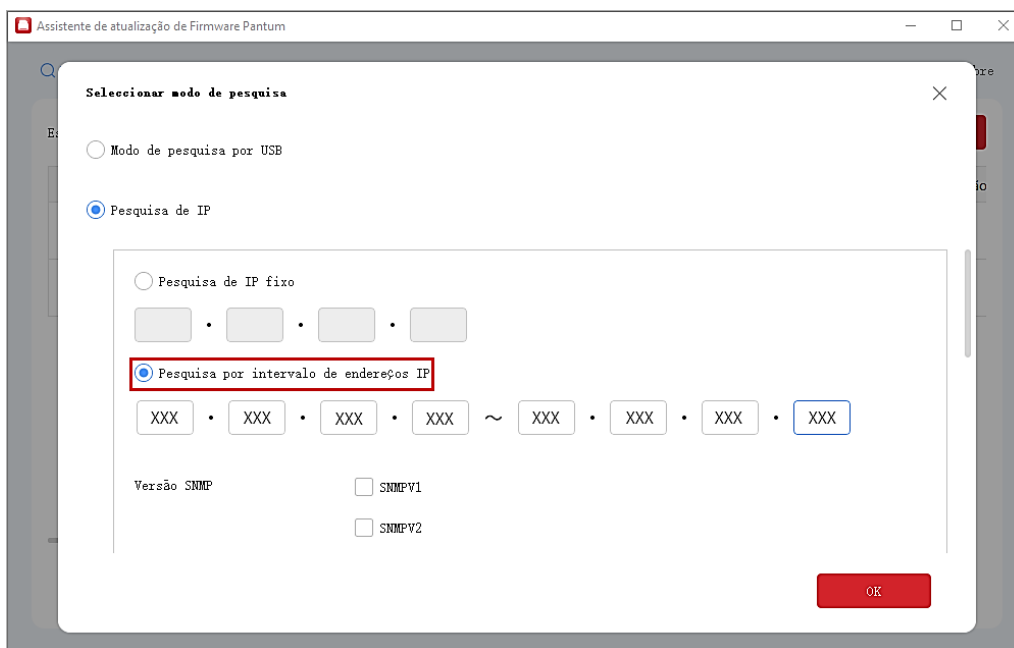 Assistente de atualização de Firmware Pantum
Seleccionar modo de pesquisa
Modo de pesquisa por USB
Pesquisa de IP
Pesquisa de IP fixo
Pesquisa por intervalo de endereços IP
XXX . XXX . XXX . XXX ~ XXX . XXX . XXX . XXX
Versão SNMP
SNMPV1
SNMPV2
OK